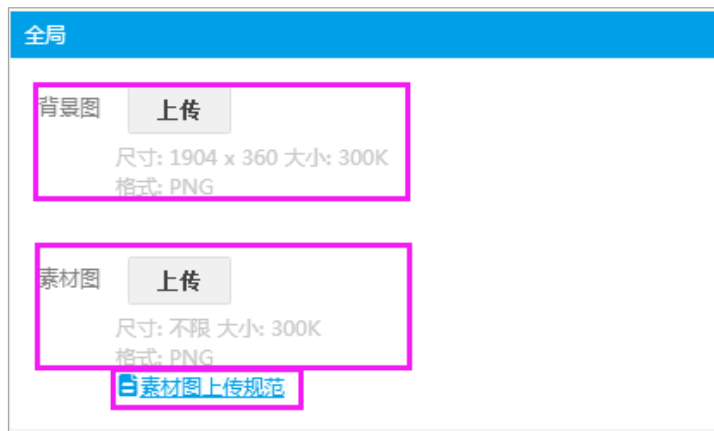 全局
背景图 上传
尺寸: 1904 x 360 大小: 300K
格式: PNG
素材图 上传
尺寸: 不限 大小: 300K
格式: PNG
素材图上传规范